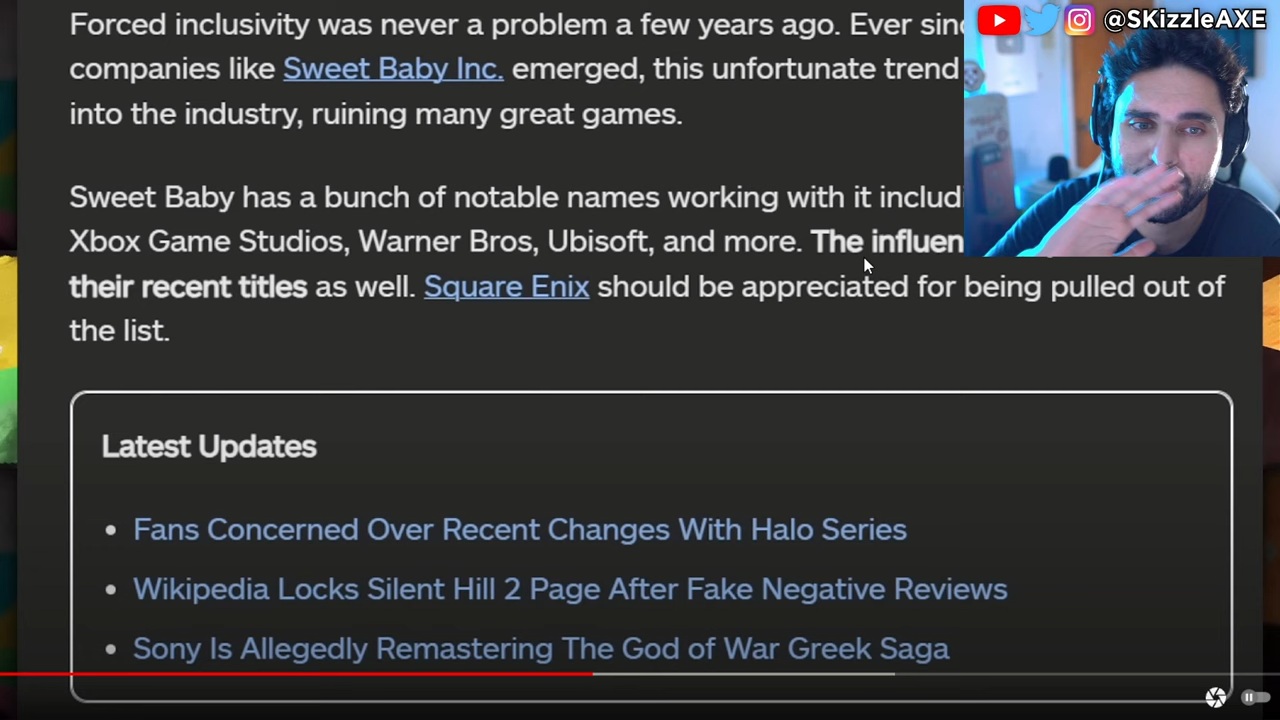 Forced inclusivity was never a problem a few years ago. Ever sinc
@SKizzleAXE
companies like Sweet Baby Inc. emerged, this unfortunate trend
into the industry, ruining many great games.
Sweet Baby has a bunch of notable names working with it includi
Xbox Game Studios, Warner Bros, Ubisoft, and more. The influen
their recent titles as well. Square Enix should be appreciated for being pulled out of
the list.
Latest Updates
• Fans Concerned Over Recent Changes With Halo Series
• Wikipedia Locks Silent Hill 2 Page After Fake Negative Reviews
• Sony Is Allegedly Remastering The God of War Greek Saga